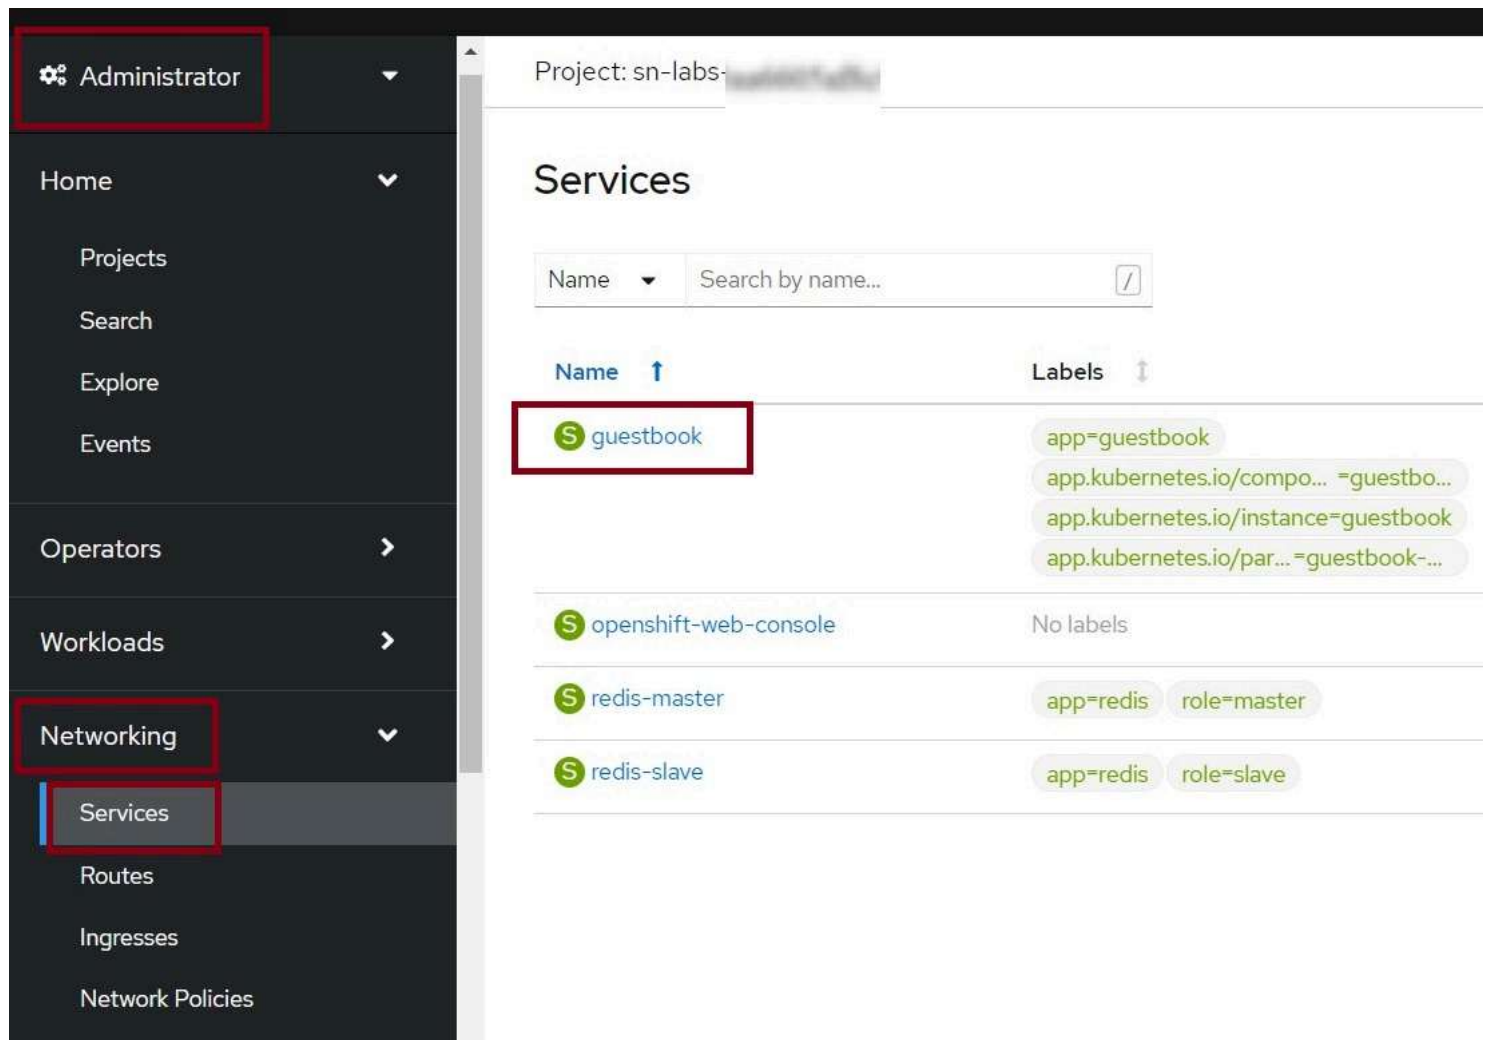 Administrator
Home
Projects
Search
Explore
Events
Operators
Workloads
Networking
Services
Routes
Ingresses
Network Policies
Project: sn-labs-
Services
Name Search by name... /
Name Labels
S guestbook app=guestbook
app.kubernetes.io/compo... =guestbo...
app.kubernetes.io/instance=guestbook
app.kubernetes.io/par...=guestbook-...
S openshift-web-console No labels
S redis-master app=redis role=master
S redis-slave app=redis role=slave